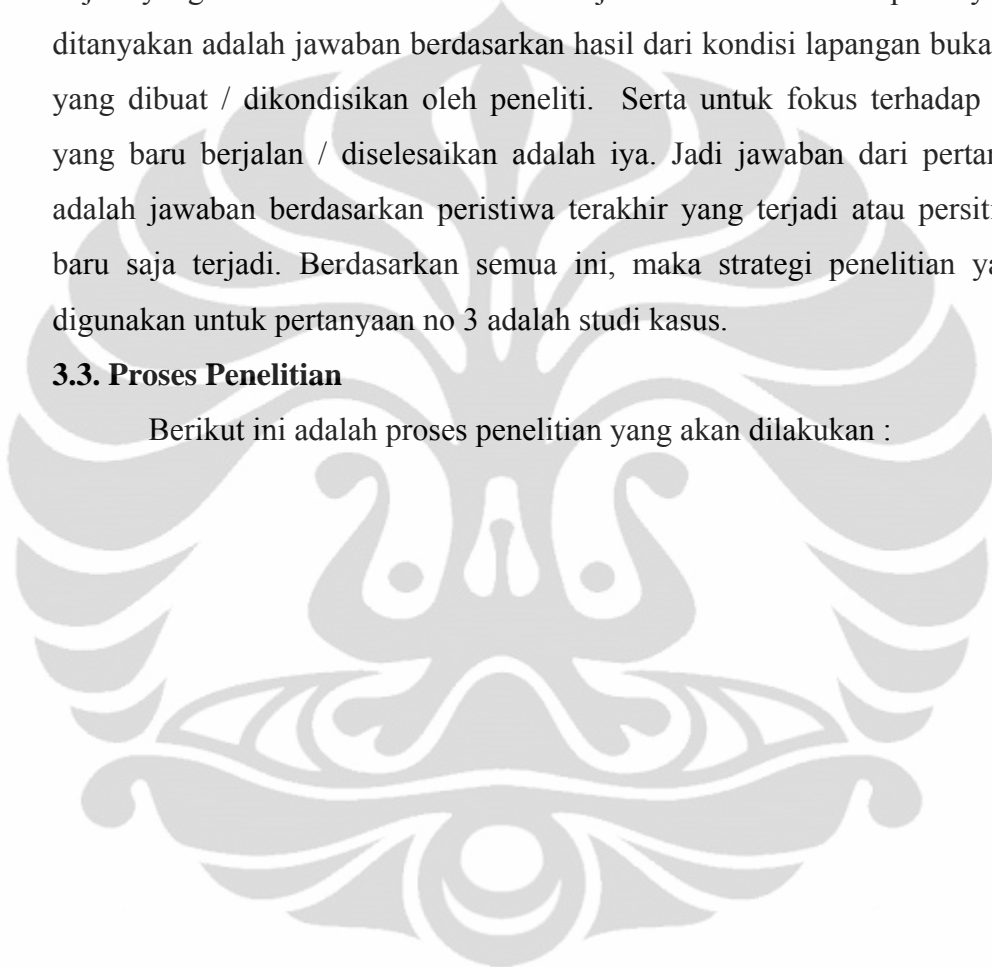 ditanyakan adalah jawaban berdasarkan hasil dari kondisi lapangan buka
yang dibuat / dikondisikan oleh peneliti. Serta untuk fokus terhadap
yang baru berjalan / diselesaikan adalah iya. Jadi jawaban dari pertan
adalah jawaban berdasarkan peristiwa terakhir yang terjadi atau persiti
baru saja terjadi. Berdasarkan semua ini, maka strategi penelitian ya
digunakan untuk pertanyaan no 3 adalah studi kasus.
3.3. Proses Penelitian
Berikut ini adalah proses penelitian yang akan dilakukan :